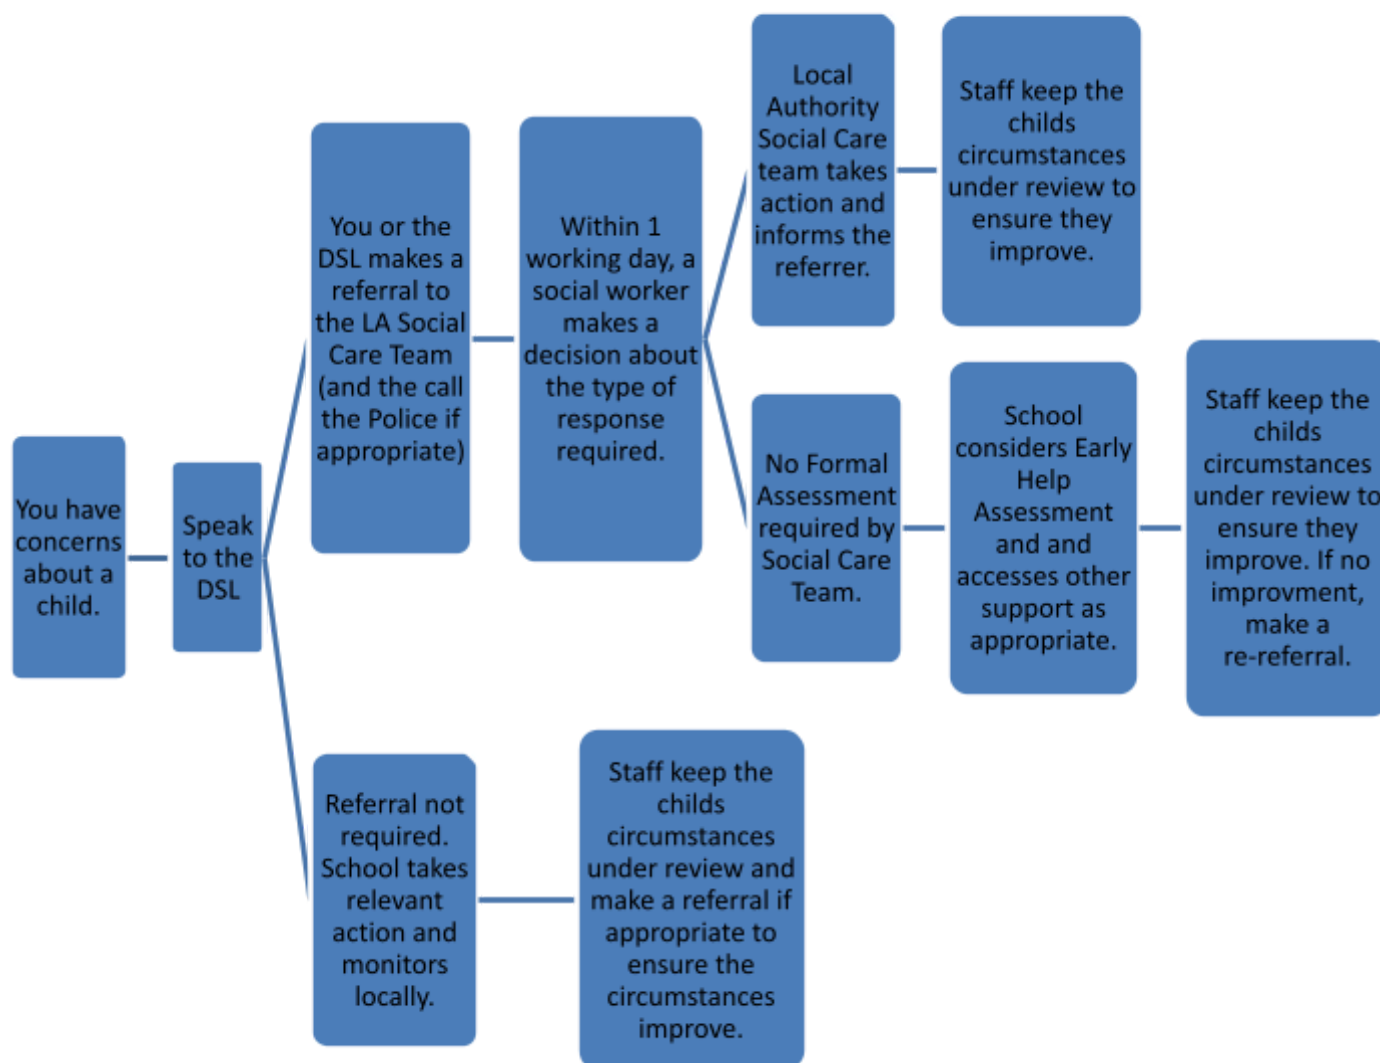 You have
concerns
about a
child.
Speak
to the
DSL
You or the
DSL makes a
referral to
the LA Social
Care Team
(and the call
the Police if
appropriate)
Within 1
working day, a
social worker
makes a
decision about
the type of
response
required.
Local
Authority
Social Care
team takes
action and
informs the
referrer.
Staff keep the
childs
circumstances
under review to
ensure they
improve.
No Formal
Assessment
required by
Social Care
Team.
School
considers Early
Help
Assessment
and and
accesses other
support as
appropriate.
Staff keep the
childs
circumstances
under review to
ensure they
improve. If no
improvment,
make a
re-referral.
Referral not
required.
School takes
relevant
action and
monitors
locally.
Staff keep the
childs
circumstances
under review and
make a referral if
appropriate to
ensure the
circumstances
improve.